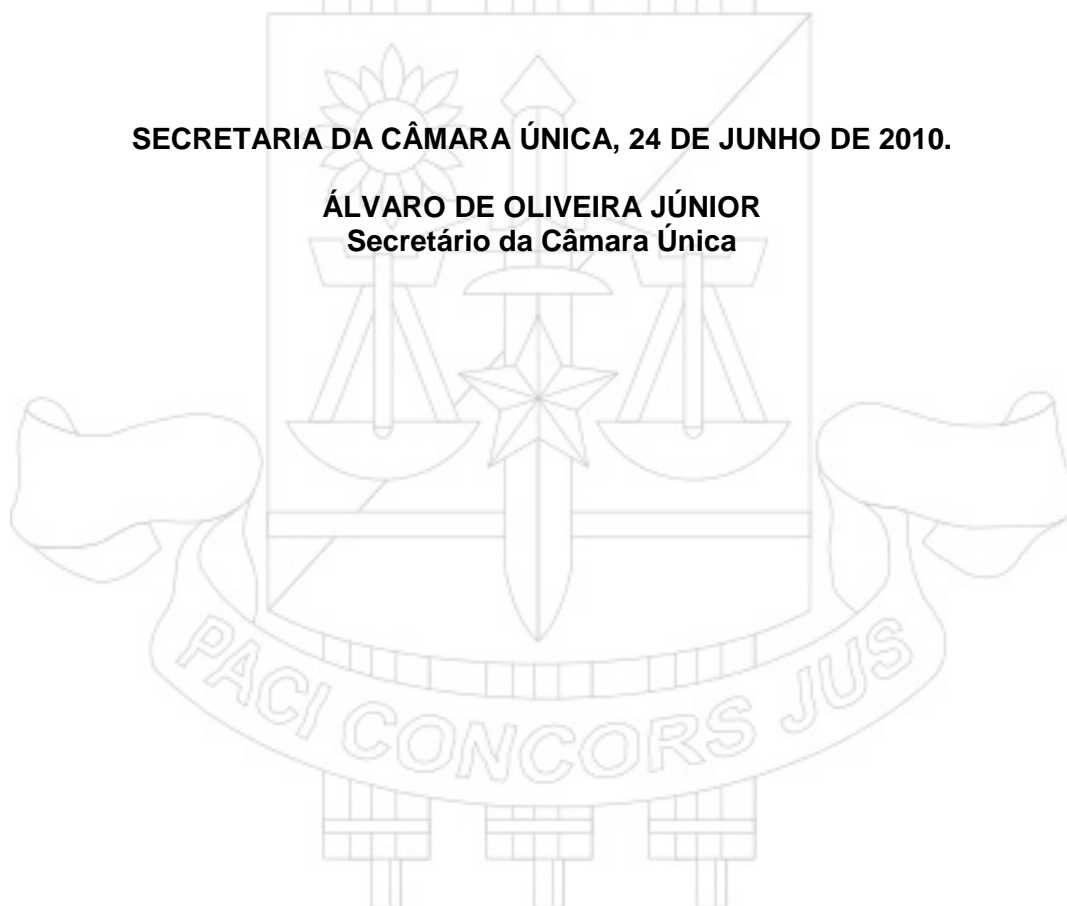 SECRETARIA DA CÂMARA ÚNICA, 24 DE JUNHO DE 2010.
ÁLVARO DE OLIVEIRA JÚNIOR
Secretário da Câmara Única
PACI CONCORS JUS